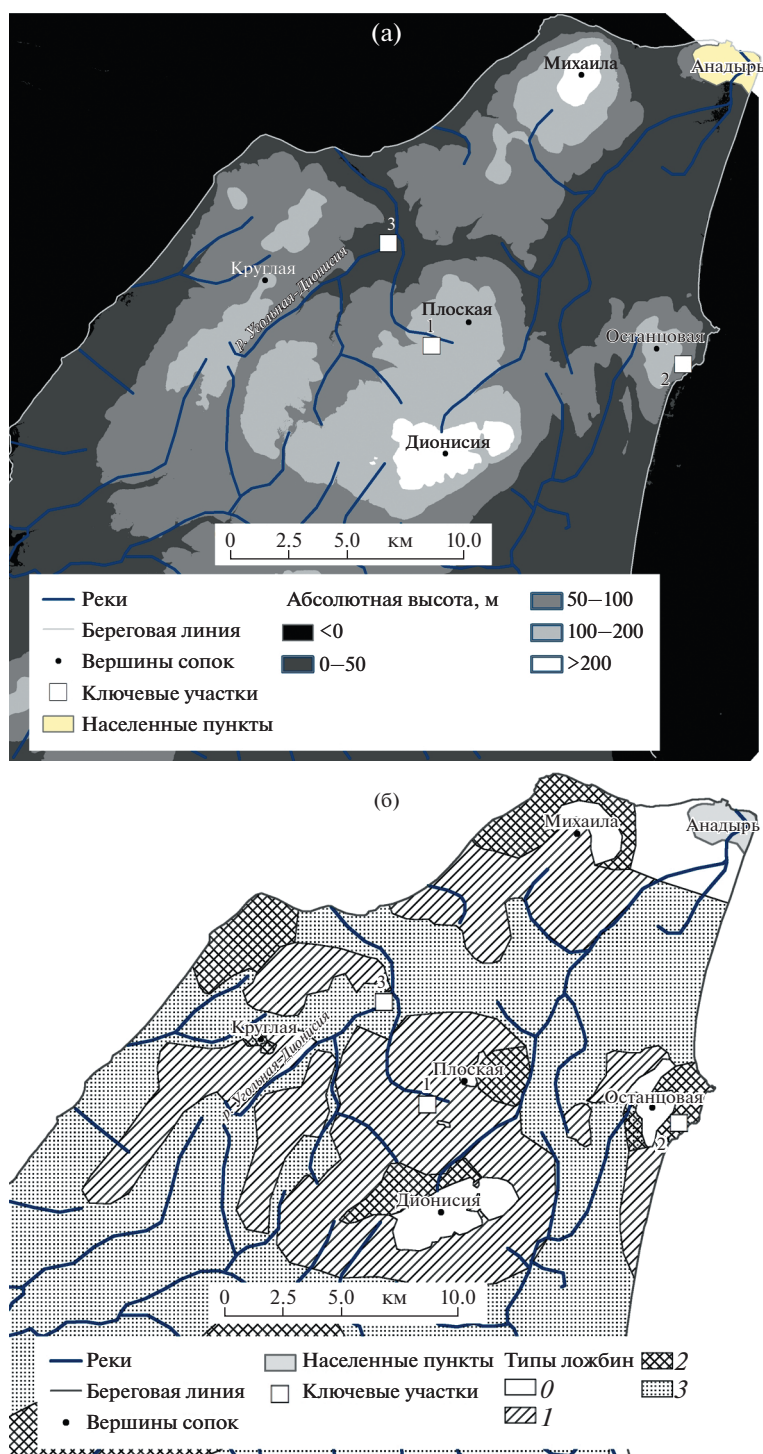 (а)
Михаила
Анадырь
3
Круглая
р. Угольная-Дионисия
Плоская
1
Останцовая
2
Дионисия
0 2.5 5.0 км 10.0
Реки
Береговая линия
Вершины сопок
Ключевые участки
Населенные пункты
Абсолютная высота, м
<0
0–50
50–100
100–200
>200
(б)
Михаила
Анадырь
3
Круглая
р. Угольная-Дионисия
Плоская
1
Останцовая
2
Дионисия
0 2.5 5.0 км 10.0
Реки
Береговая линия
Вершины сопок
Населенные пункты
Ключевые участки
Типы ложбин
0
1
2
3